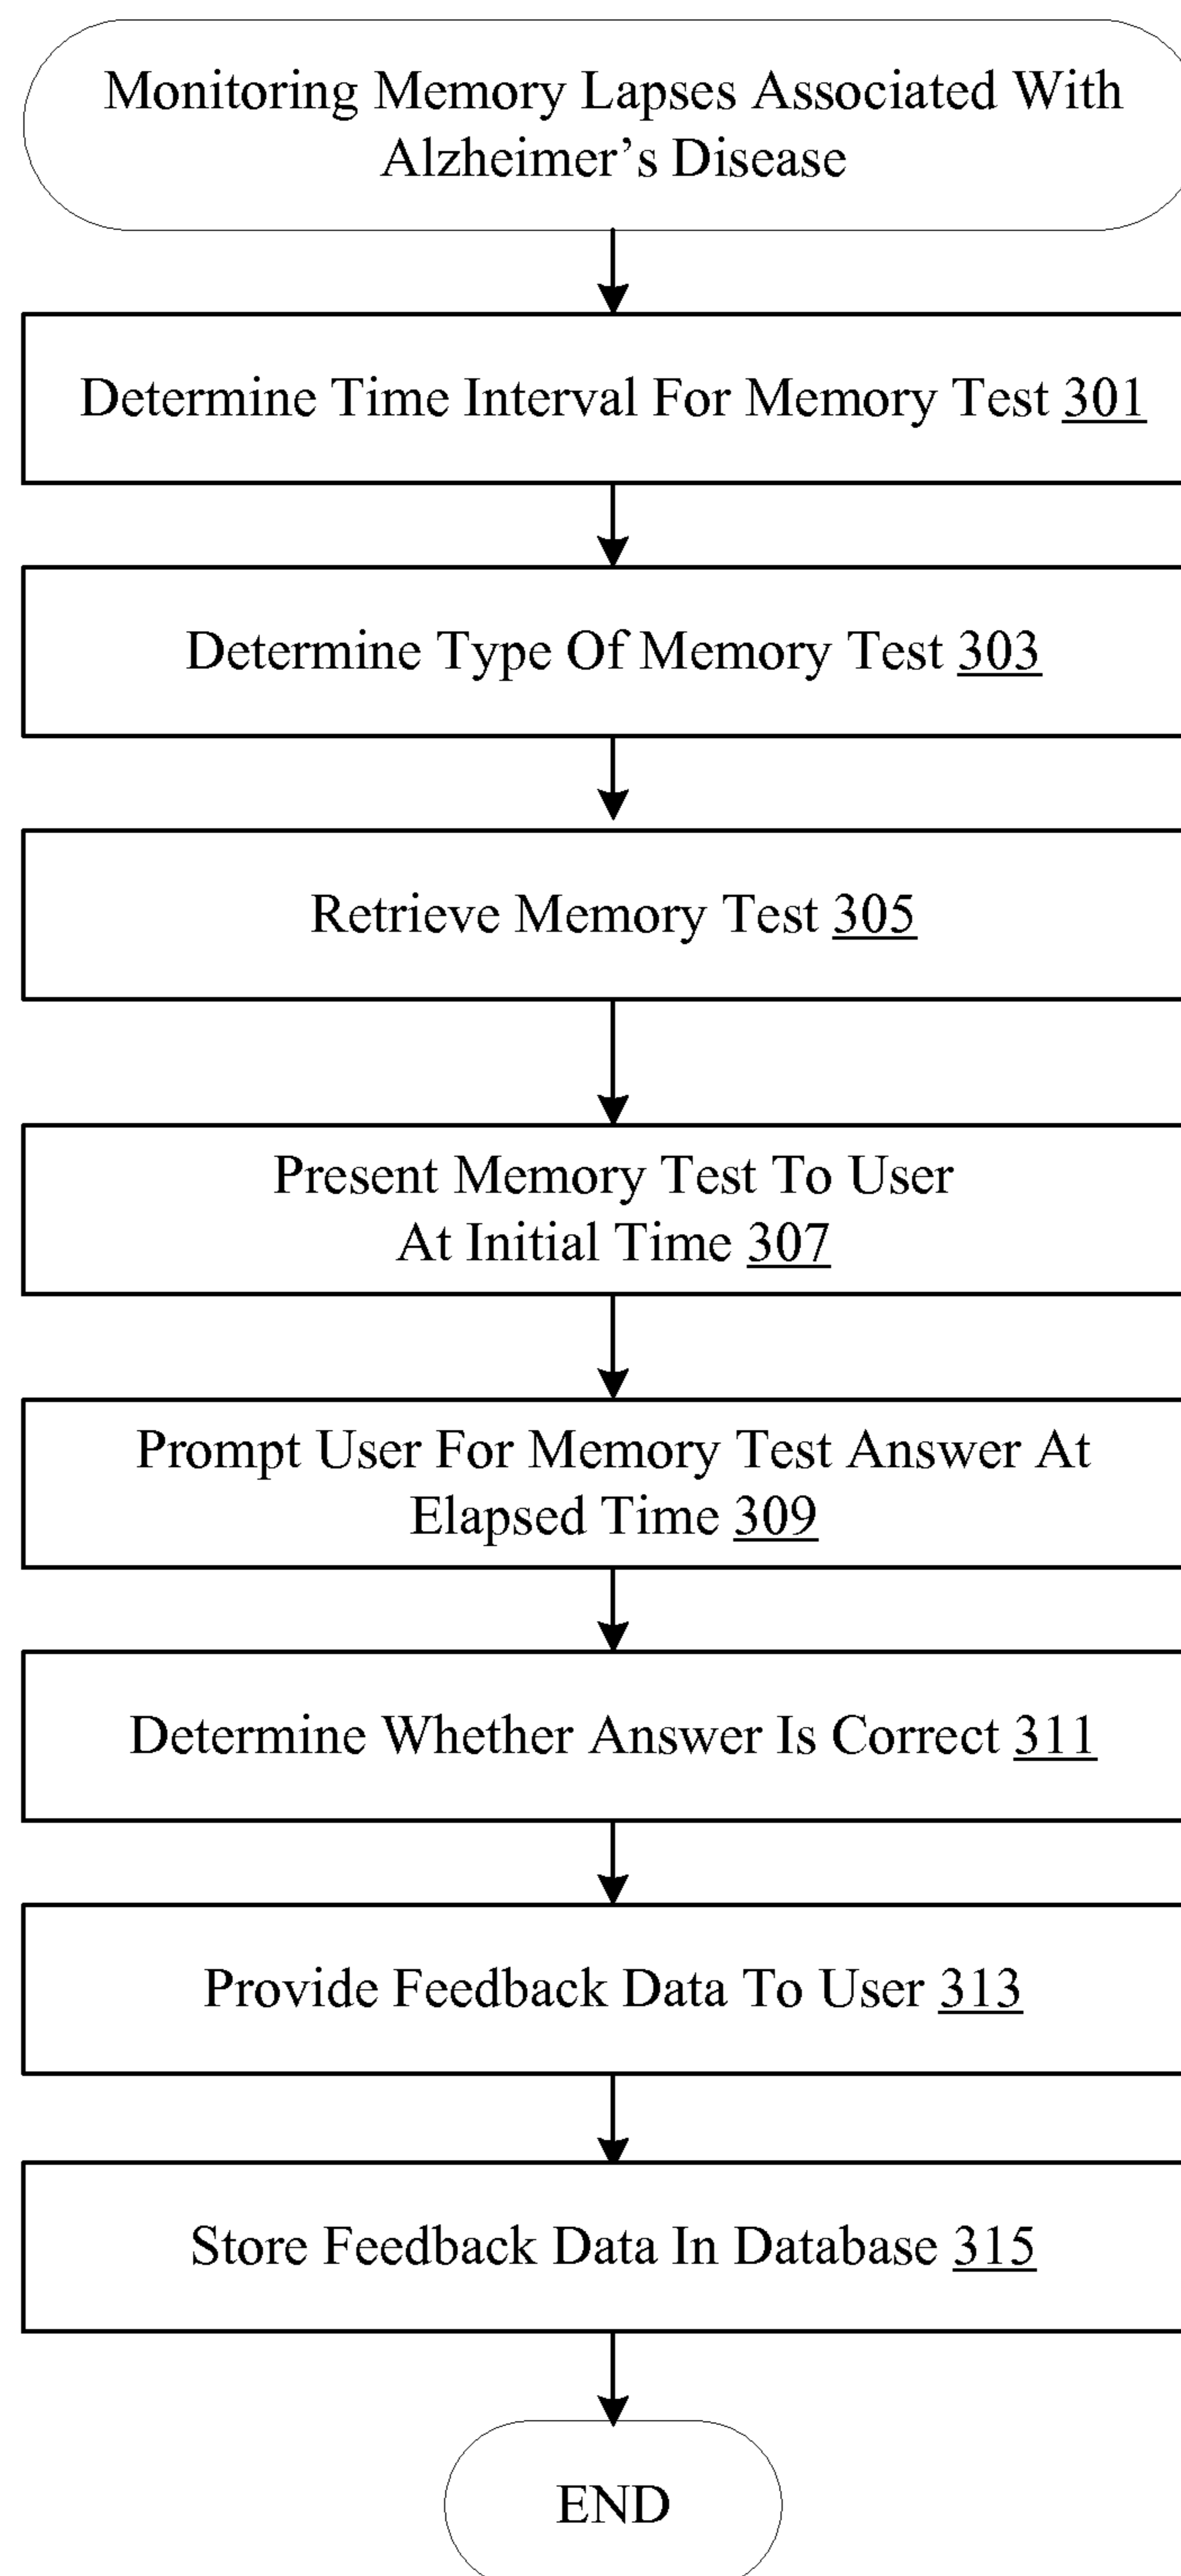 Monitoring Memory Lapses Associated With
Alzheimer’s Disease
Determine Time Interval For Memory Test 301
Determine Type Of Memory Test 303
Retrieve Memory Test 305
Present Memory Test To User
At Initial Time 307
Prompt User For Memory Test Answer At
Elapsed Time 309
Determine Whether Answer Is Correct 311
Provide Feedback Data To User 313
Store Feedback Data In Database 315
END